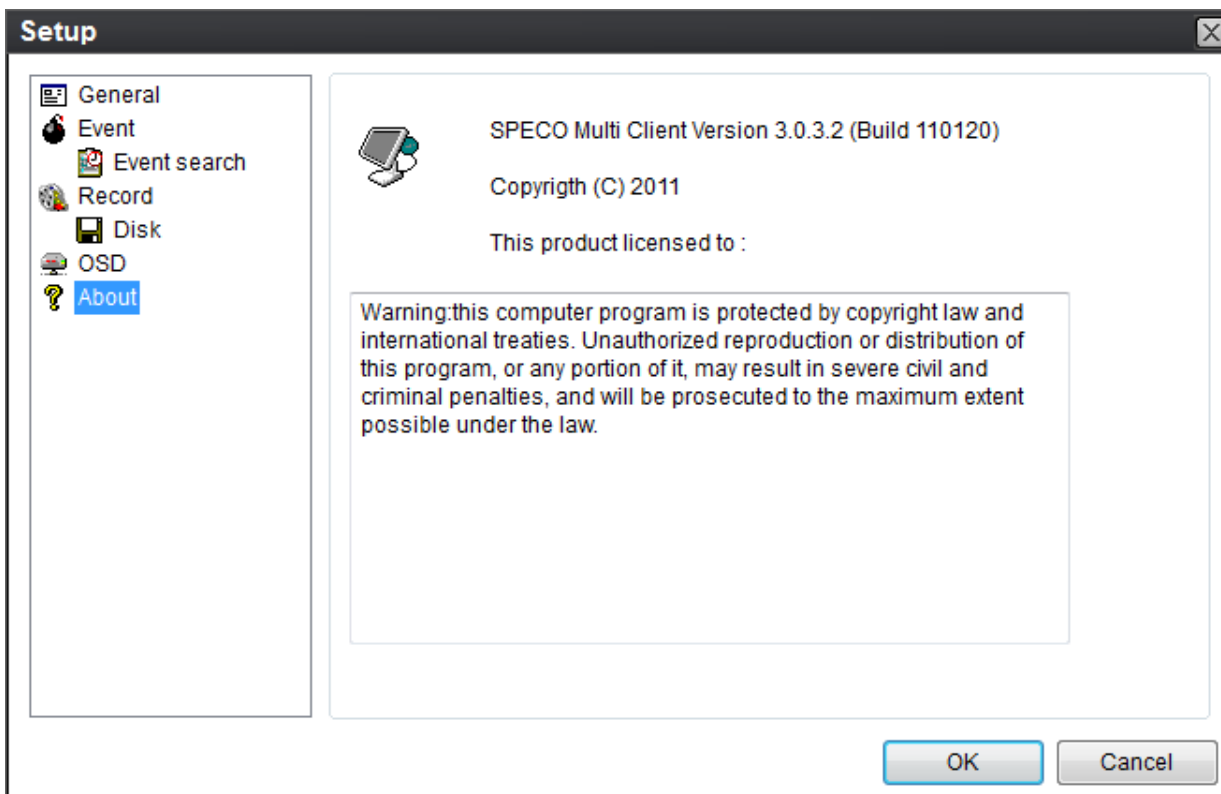 Setup
General
Event
Event search
Record
Disk
OSD
About
SPECO Multi Client Version 3.0.3.2 (Build 110120)
Copyrigth (C) 2011
This product licensed to :
Warning:this computer program is protected by copyright law and
international treaties. Unauthorized reproduction or distribution of
this program, or any portion of it, may result in severe civil and
criminal penalties, and will be prosecuted to the maximum extent
possible under the law.
OK
Cancel